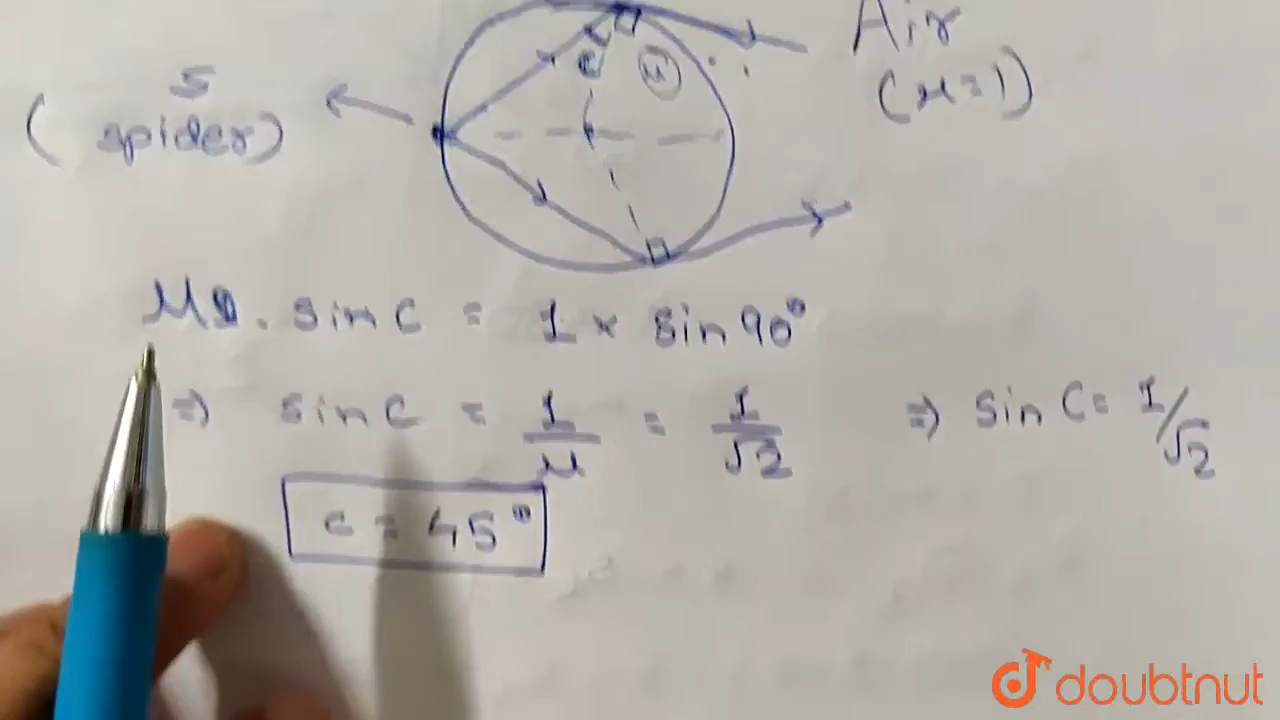 Air
(μ=1)
S
(spider)
C
μ
μ. sin C = 1 × sin 90°
⇒ sin C = 1/μ = 1/√2 ⇒ sin C = 1/√2
c = 45°
doubtnut